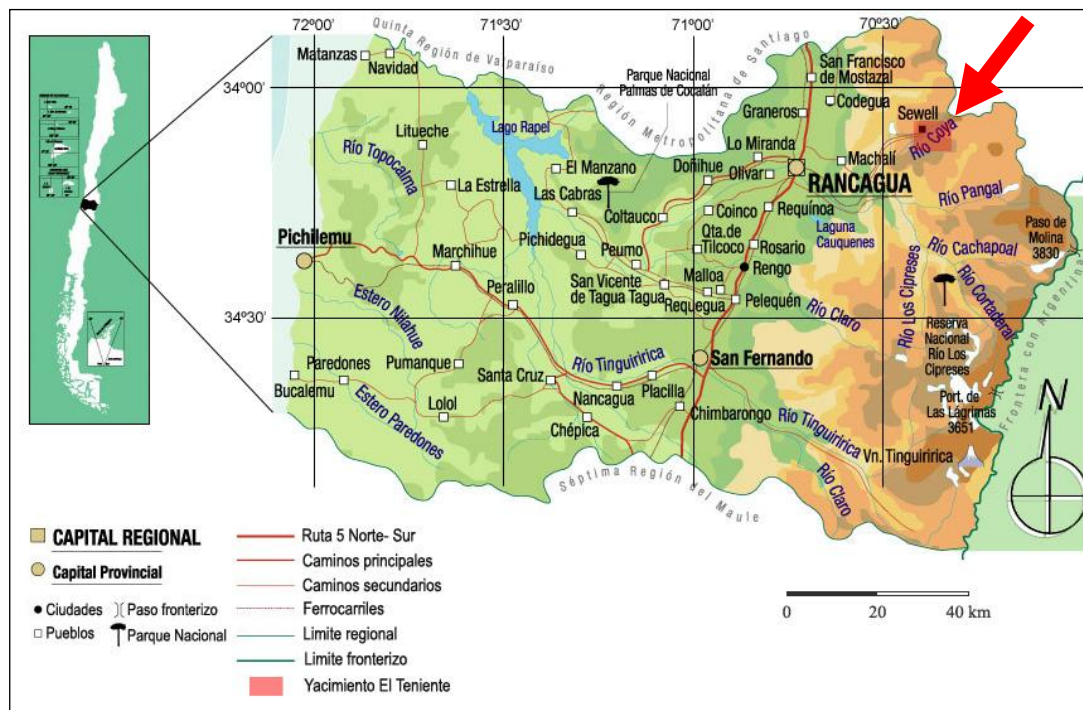 72º00'
71º30'
71º00'
70º30'
Quinta Región de Valparaíso
Matanzas
Navidad
Parque Nacional
Palmas de Cocalán
Región Metropolitana de Santiago
San Francisco
de Mostazal
34º00'
Graneros
Codegua
Sewell
Río Coya
Litueche
Lago Rapel
Río Topocalma
Lo Miranda
Machalí
El Manzano
Doñihue
Olivar
RANCAGUA
La Estrella
Las Cabras
Río Pangal
Coltauco
Coinco
Requínoa
Laguna
Cauquenes
Paso de
Molina
3830
Pichilemu
Marchihue
Pichidegua
Peumo
Qta.de
Tilcoco
Rosario
Río Cachapoal
Rengo
Peralillo
San Vicente
de Tagua Tagua
Malloa
Requegua
Pelequén
Río Claro
Río Los Cipreses
Río Cortaderal
Estero Nilahue
34º30'
Reserva
Nacional
Río Los
Cipreses
Frontera con Argentina
Paredones
Pumanque
Río Tinguiririca
San Fernando
Bucalemu
Santa Cruz
Placilla
Nancagua
Port. de
Las Lágrimas
3651
N
Estero Paredones
Lolol
Chépica
Chimbarongo
Río Tinguiririca
Vn. Tinguiririca
Río Claro
Séptima Región del Maule
CAPITAL REGIONAL
Capital Provincial
Ciudades
Paso fronterizo
Pueblos
Parque Nacional
Ruta 5 Norte- Sur
Caminos principales
Caminos secundarios
Ferrocarriles
Limite regional
Limite fronterizo
Yacimiento El Teniente
0
20
40 km